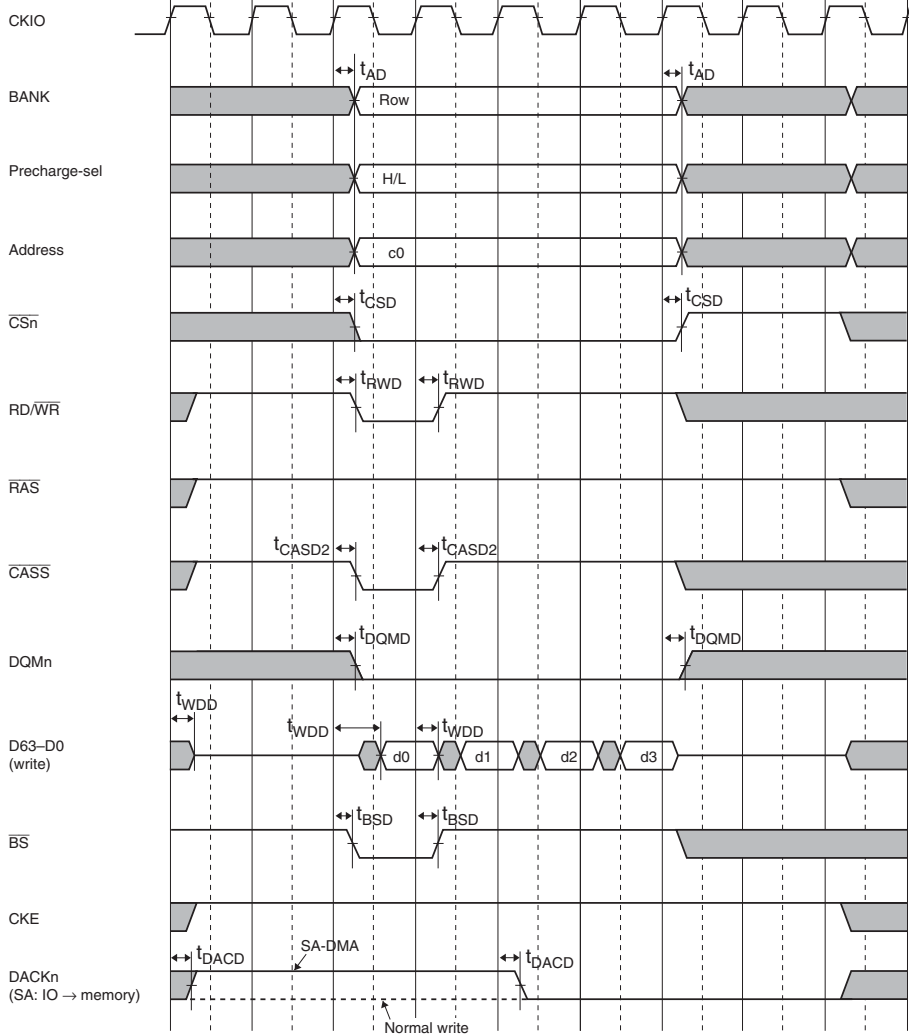 CKIO
tAD tAD
BANK Row
Precharge-sel H/L
Address c0
tCSD tCSD
CSn
tRWD tRWD
RD/WR
RAS
tCASD2 tCASD2
CASS
tDQMD tDQMD
DQMn
tWDD tWDD tWDD
D63–D0
(write)
d0 d1 d2 d3
tBSD tBSD
BS
CKE
tDACD SA-DMA tDACD
DACKn
(SA: IO → memory)
Normal write